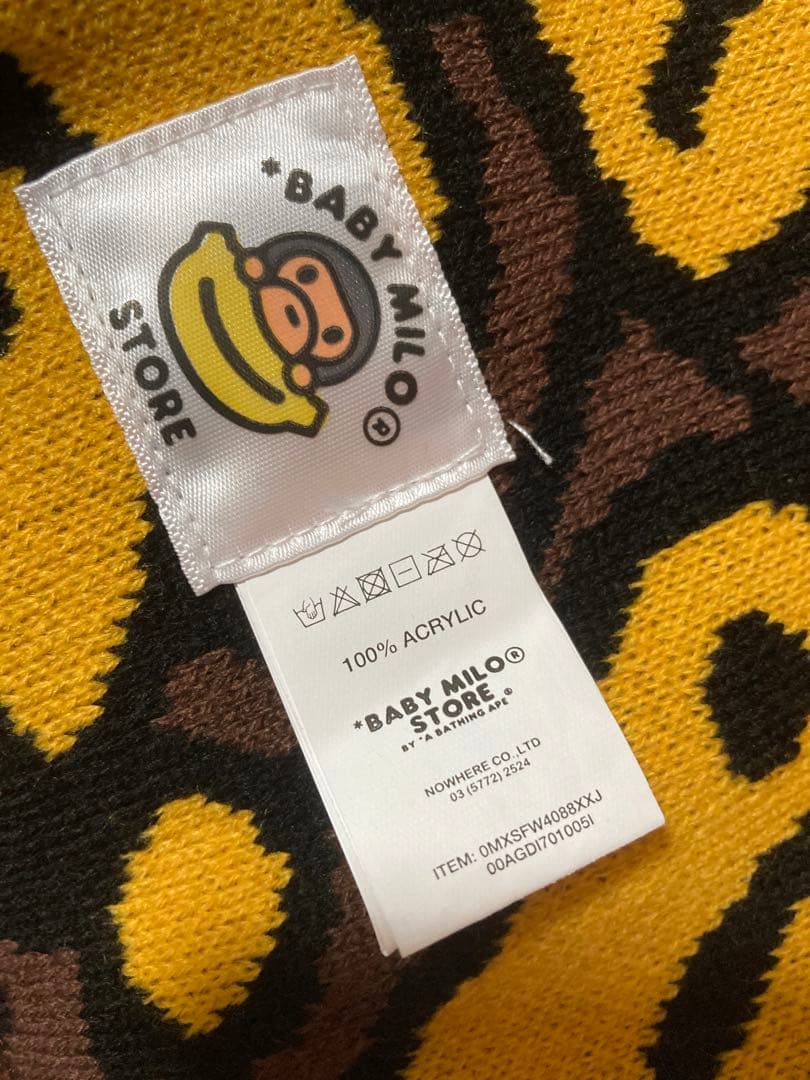 *BABY MILO®
STORE
100% ACRYLIC
*BABY MILO®
STORE
BY *A BATHING APE®
NOWHERE CO.,LTD
03 (5772) 2524
ITEM: 0MXSFW4088XXJ
00AGDI701005I